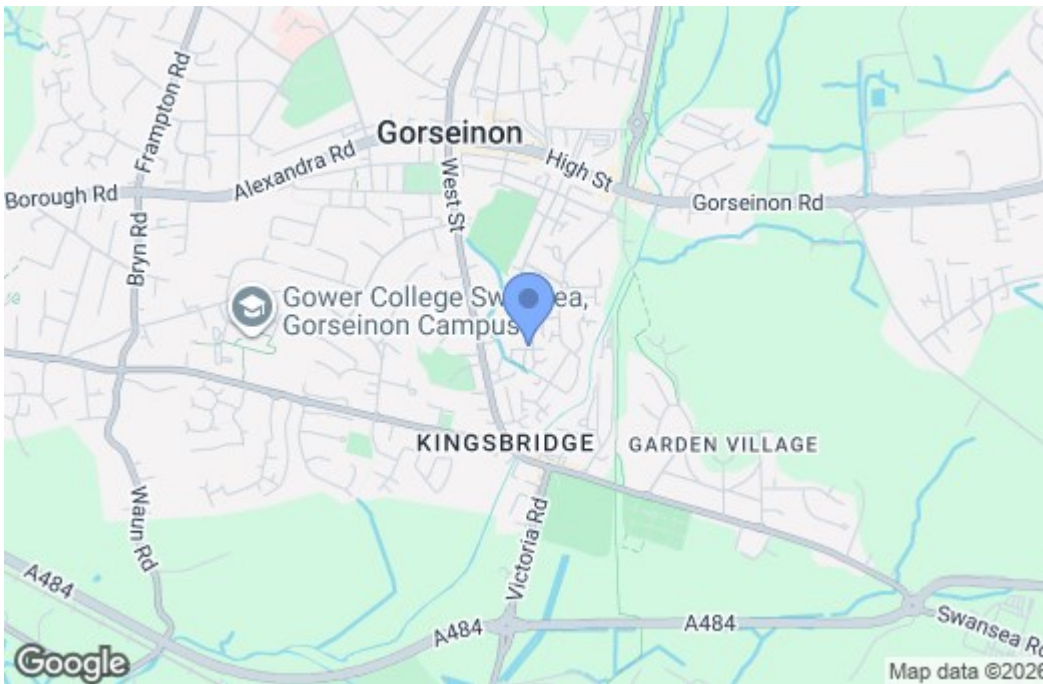 Frampton Rd
Gorseinon
Alexandra Rd
High St
Borough Rd
West St
Gorseinon Rd
Bryn Rd
Gower College Sw ea,
Gorseinon Campus
KINGSBRIDGE
GARDEN VILLAGE
Waun Rd
Victoria Rd
A484
A484
A484
Swansea Rd
Google
Map data ©2026